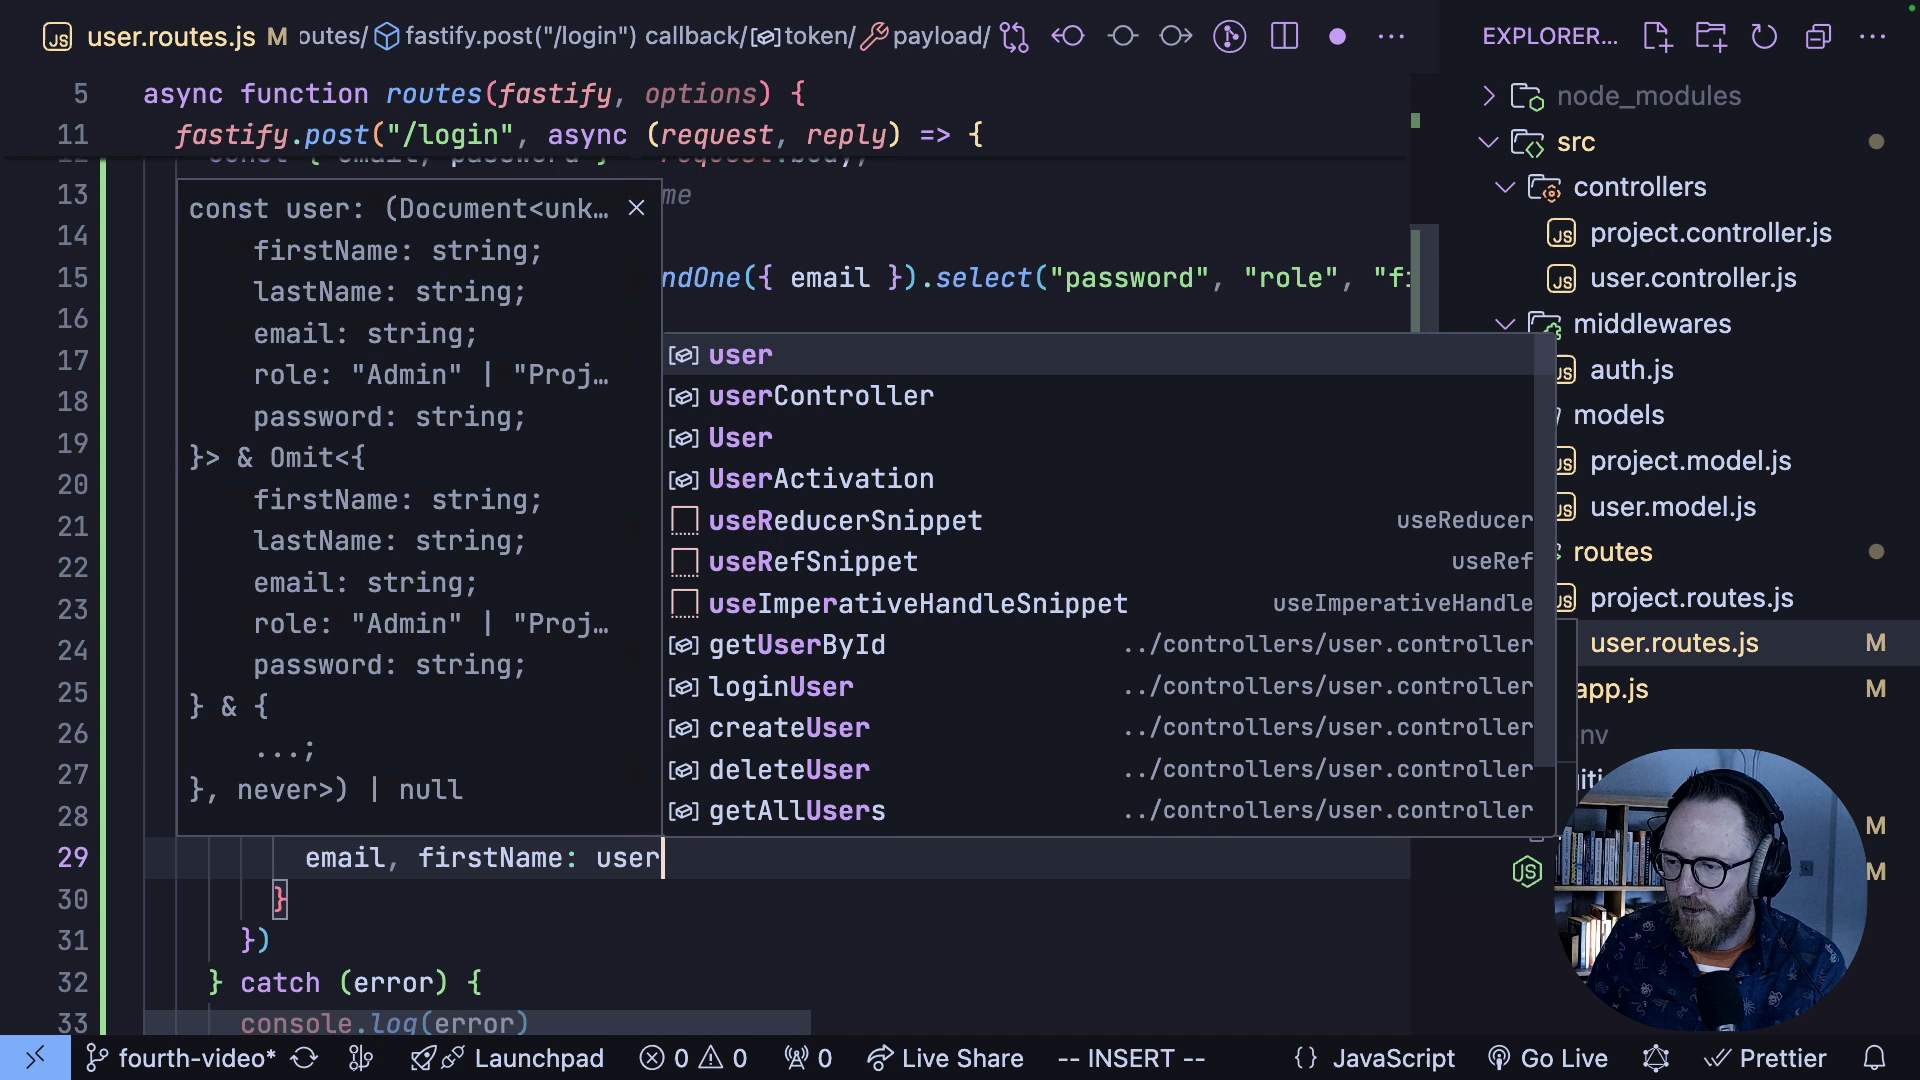 user.routes.js M outes/ fastify.post("/login") callback/ token/ payload/
EXPLORER...
5 async function routes(fastify, options) {
11 fastify.post("/login", async (request, reply) => {
13 me
14
15 ndOne({ email }).select("password", "role", "fi
16
17
18
19
20
21
22
23
24
25
26
27
28
29 email, firstName: user
30 }
31 })
32 } catch (error) {
33 console.log(error)
const user: (Document<unk…
firstName: string;
lastName: string;
email: string;
role: "Admin" | "Proj…
password: string;
}> & Omit<{
firstName: string;
lastName: string;
email: string;
role: "Admin" | "Proj…
password: string;
} & {
...;
}, never>) | null
user
userController
User
UserActivation
useReducerSnippet useReducer
useRefSnippet useRef
useImperativeHandleSnippet useImperativeHandle
getUserById ../controllers/user.controller
loginUser ../controllers/user.controller
createUser ../controllers/user.controller
deleteUser ../controllers/user.controller
getAllUsers ../controllers/user.controller
node_modules
src
controllers
JS project.controller.js
JS user.controller.js
middlewares
auth.js
models
project.model.js
user.model.js
routes
project.routes.js
user.routes.js M
app.js M
nv
M
M
fourth-video* Launchpad 0 0 0 Live Share -- INSERT -- {} JavaScript Go Live Prettier